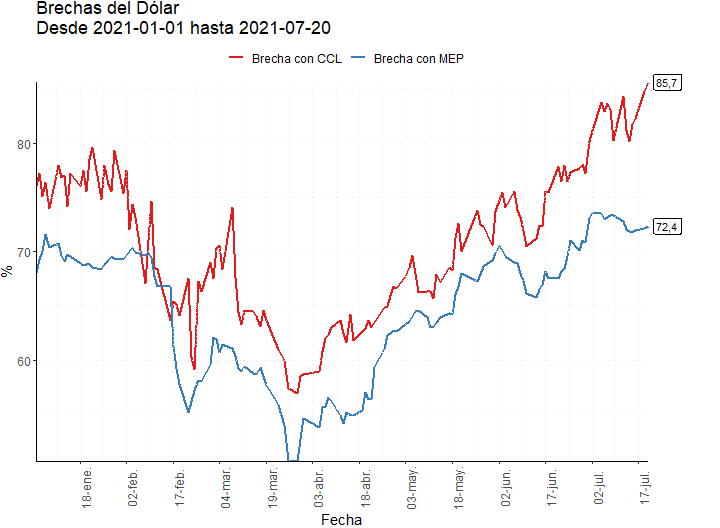 Brechas del Dólar
Desde 2021-01-01 hasta 2021-07-20
Brecha con CCL
Brecha con MEP
85,7
80
72,4
70
%
60
18-ene.
02-feb.
17-feb.
04-mar.
19-mar.
03-abr.
18-abr.
03-may.
18-may.
02-jun.
17-jun.
02-jul.
17-jul.
Fecha